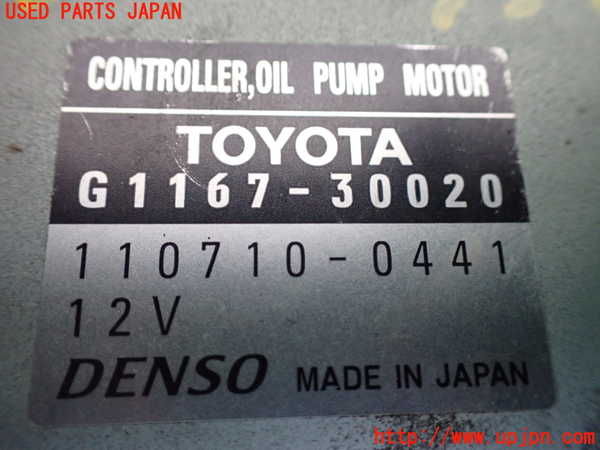 USED PARTS JAPAN
CONTROLLER,OIL PUMP MOTOR
TOYOTA
G1167-30020
110710-0441
12V
DENSO MADE IN JAPAN
http://www.upjpn.com